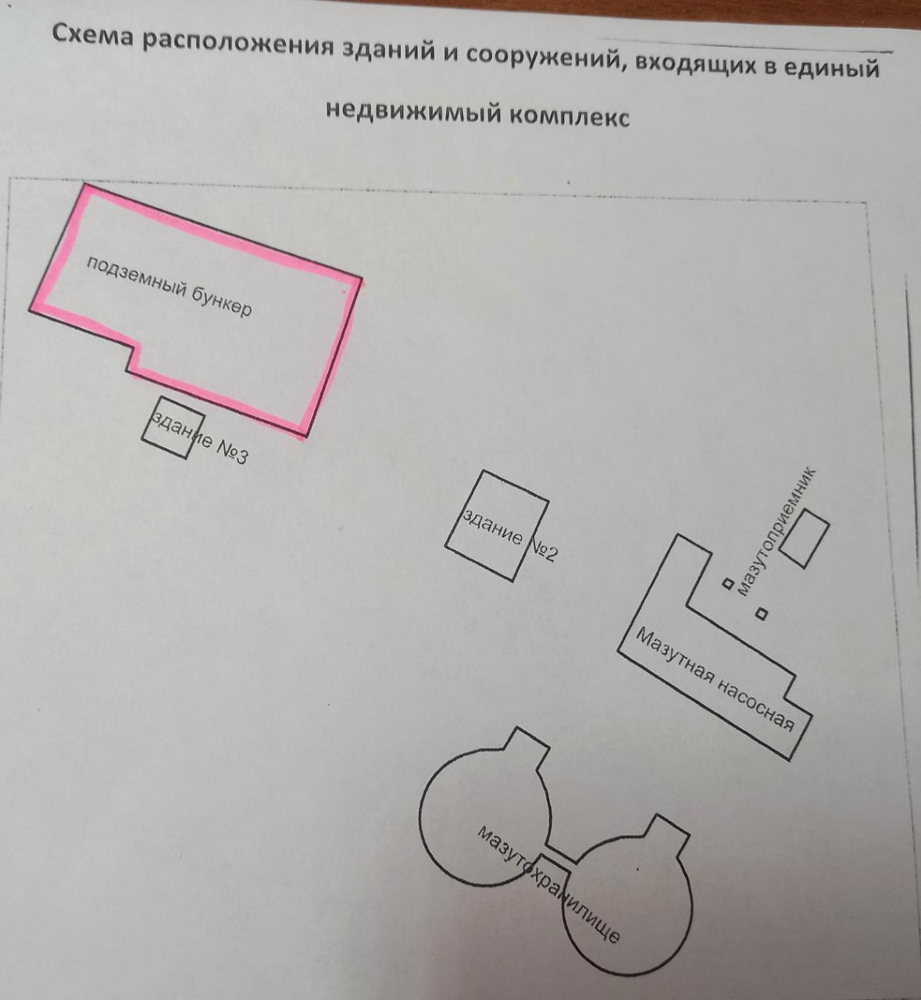 Схема расположения зданий и сооружений, входящих в единый
недвижимый комплекс
подземный бункер
здание №3
здание №2
мазутоприемник
Мазутная насосная
мазутохранилище